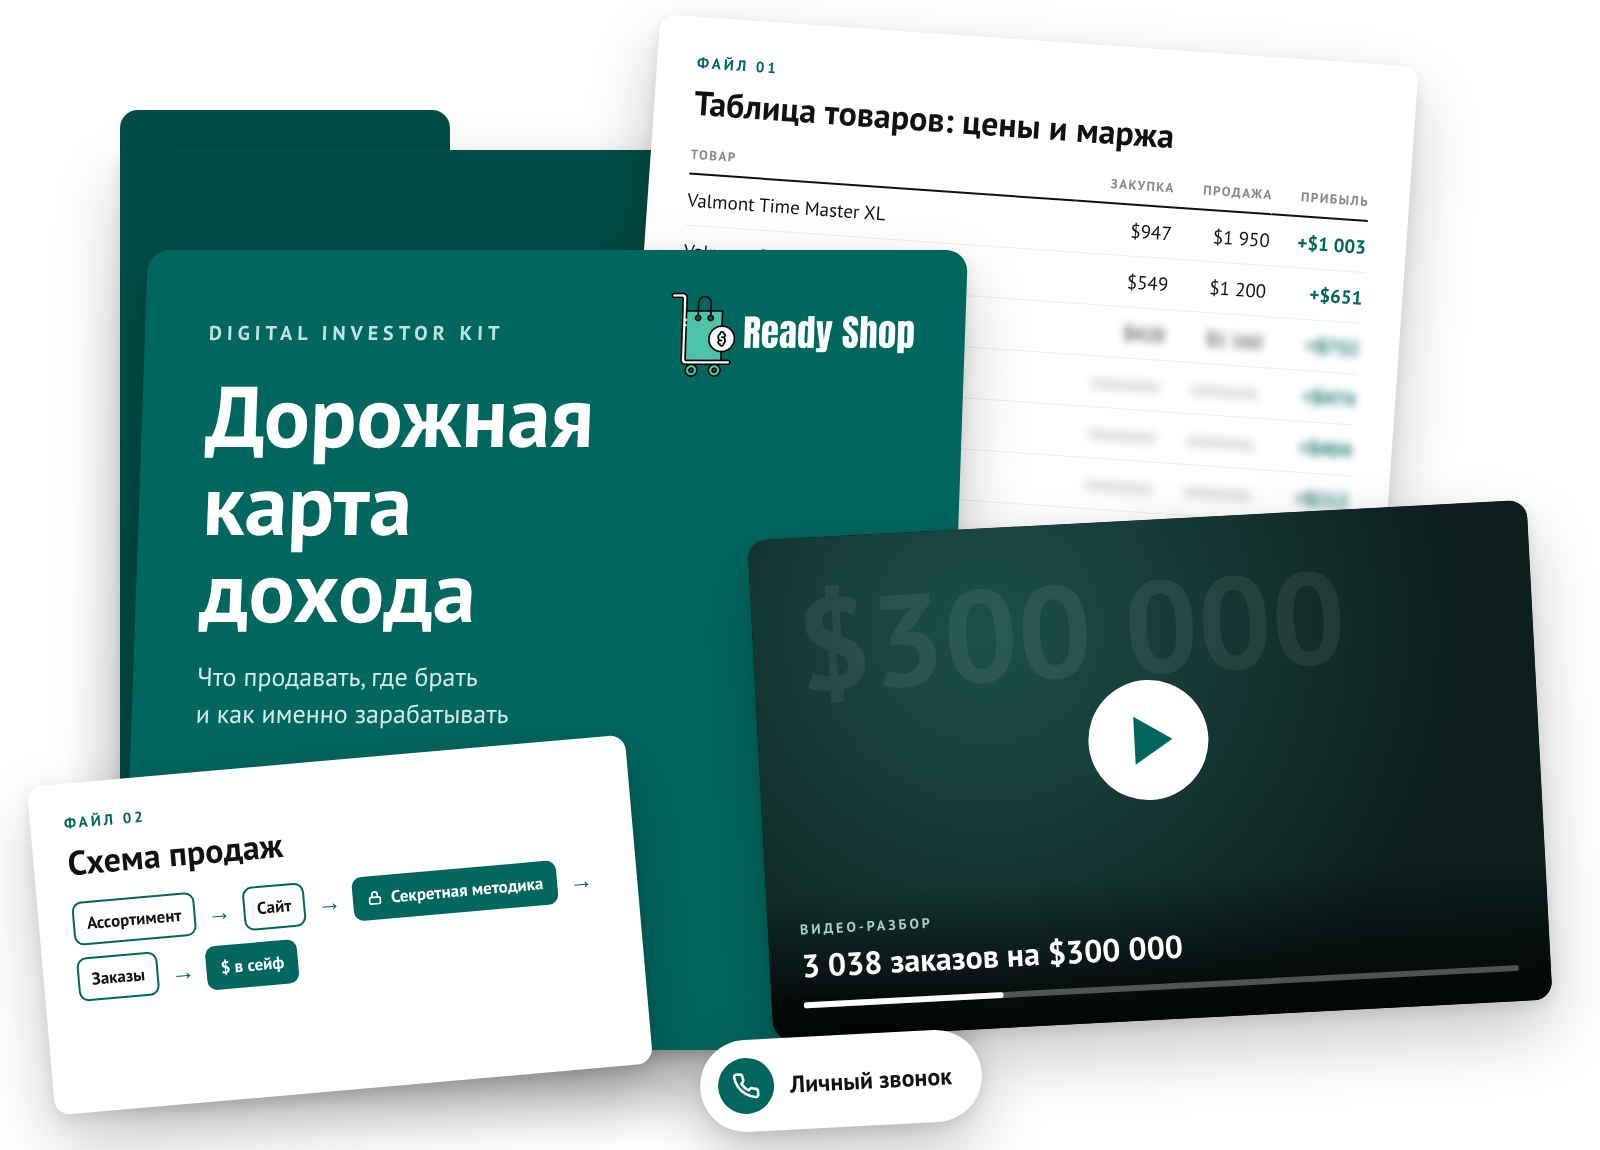 ФАЙЛ 01
Таблица товаров: цены и маржа
ТОВАР ЗАКУПКА ПРОДАЖА ПРИБЫЛЬ
Valmont Time Master XL $947 $1 950 +$1 003
$549 $1 200 +$651
DIGITAL INVESTOR KIT
Ready Shop
Дорожная
карта
дохода
Что продавать, где брать
и как именно зарабатывать
$300 000
ВИДЕО-РАЗБОР
3 038 заказов на $300 000
ФАЙЛ 02
Схема продаж
Ассортимент → Сайт → Секретная методика →
Заказы → $ в сейф
Личный звонок